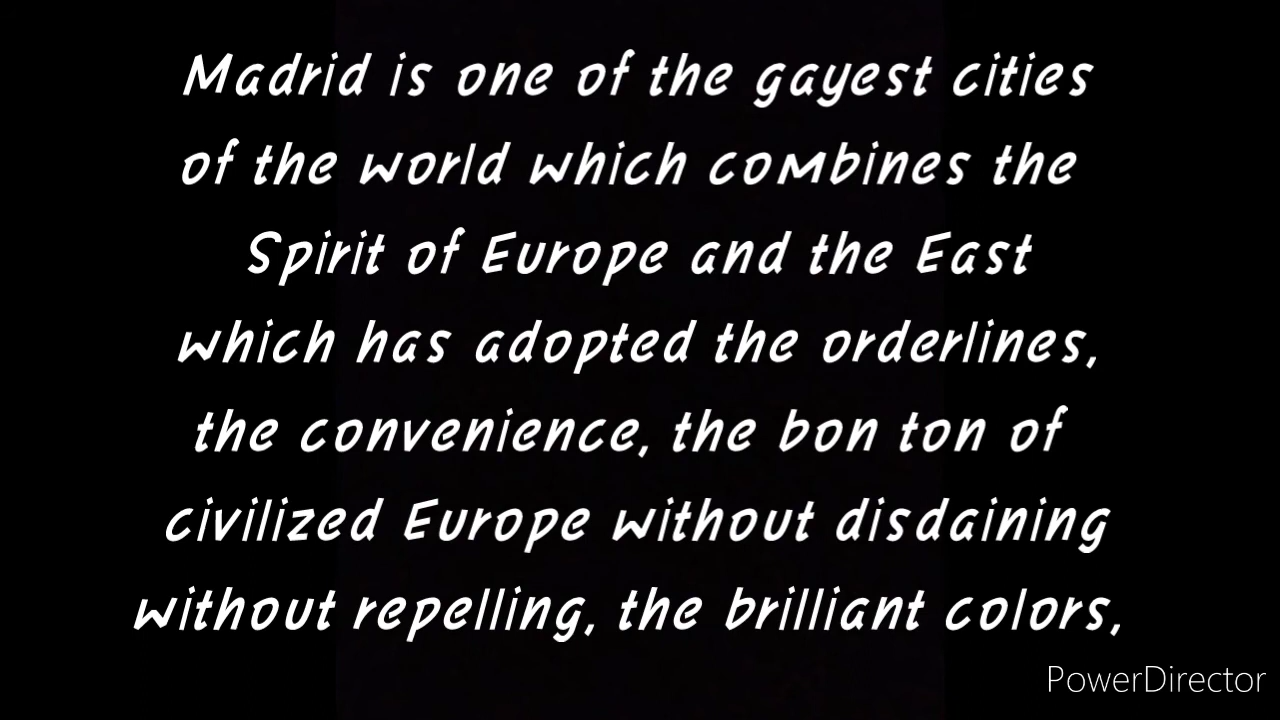 Madrid is one of the gayest cities
of the world which combines the
Spirit of Europe and the East
which has adopted the orderlines,
the convenience, the bon ton of
civilized Europe without disdaining
without repelling, the brilliant colors,
PowerDirector